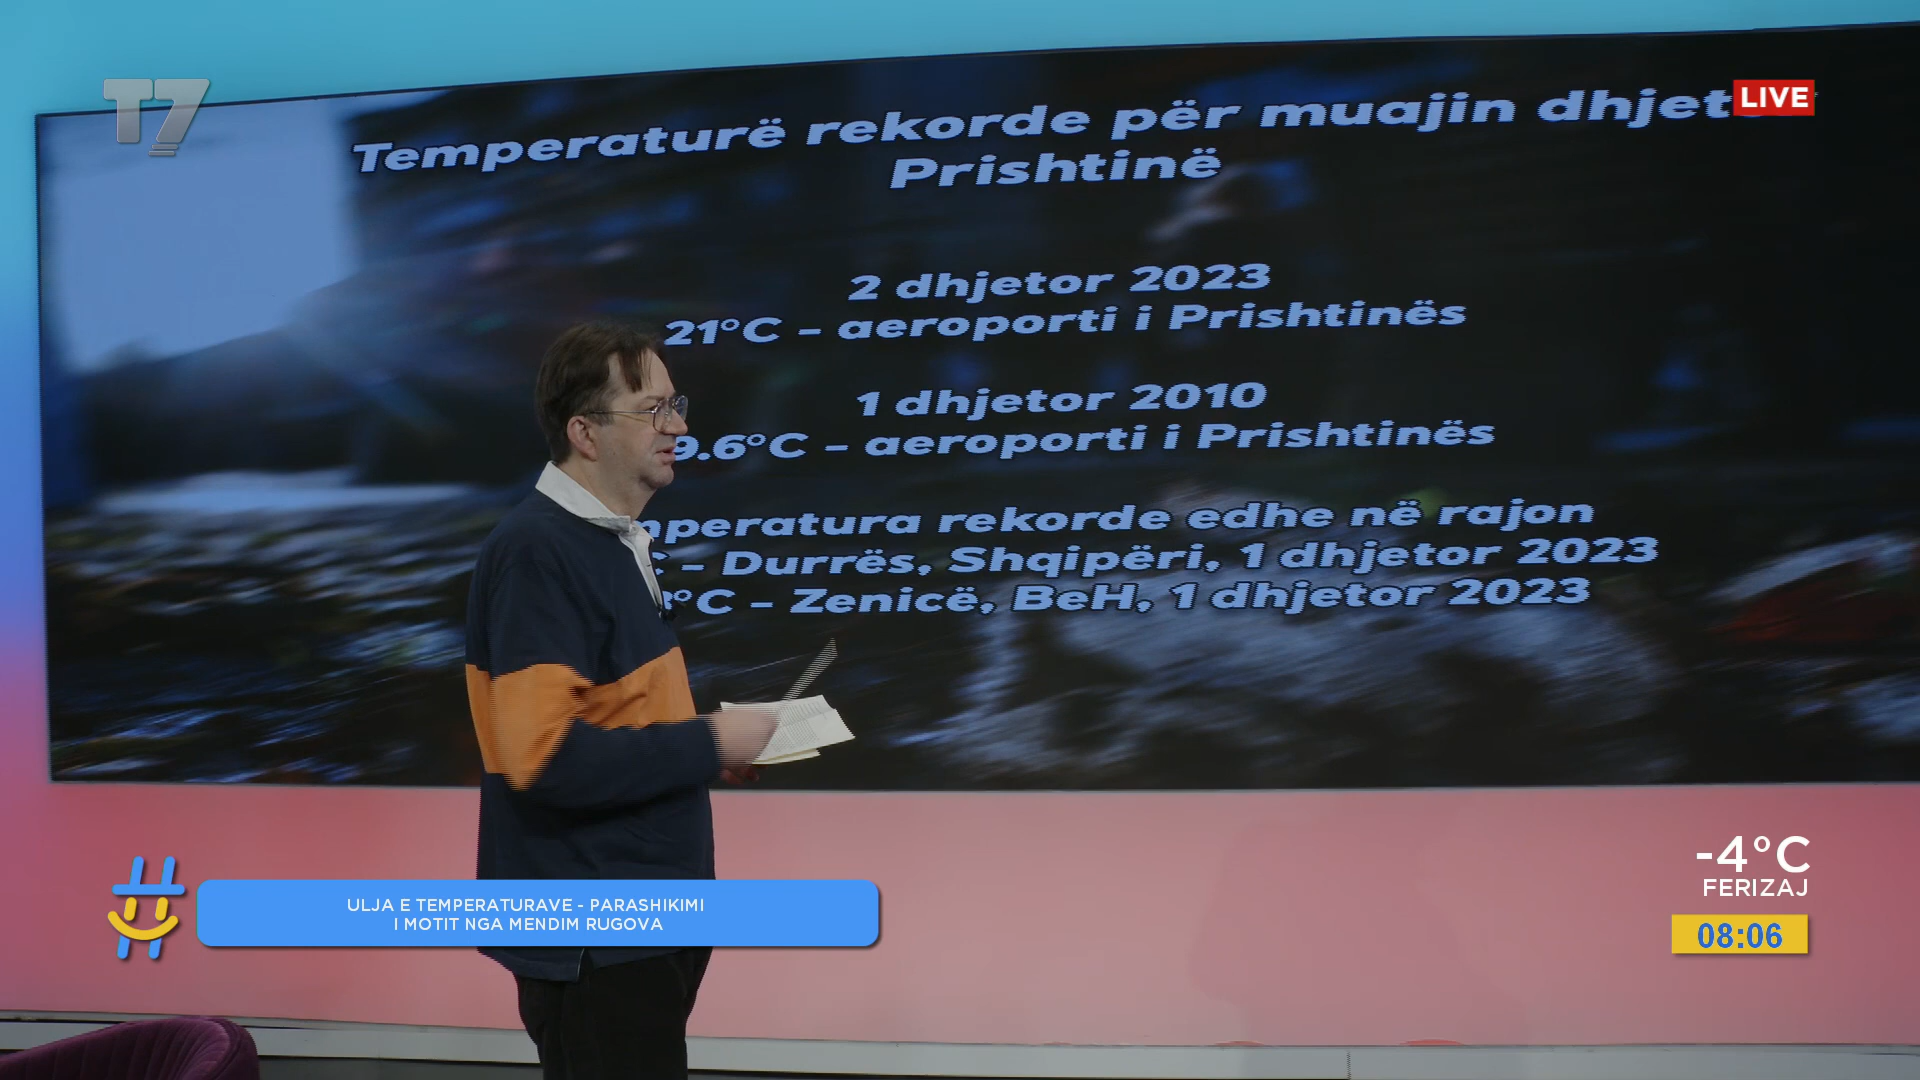 T7
LIVE
Temperaturë rekorde për muajin
Prishtinë
2 dhjetor 2023
21°C – aeroporti i Prishtinës
1 dhjetor 2010
9.6°C – aeroporti i Prishtinës
rekorde edhe në rajon
– Durrës, Shqipëri, 1 dhjetor 2023
°C – Zenicë, BeH, 1 dhjetor 2023
ULJA E TEMPERATURAVE - PARASHIKIMI
I MOTIT NGA MENDIM RUGOVA
-4°C
FERIZAJ
08:06